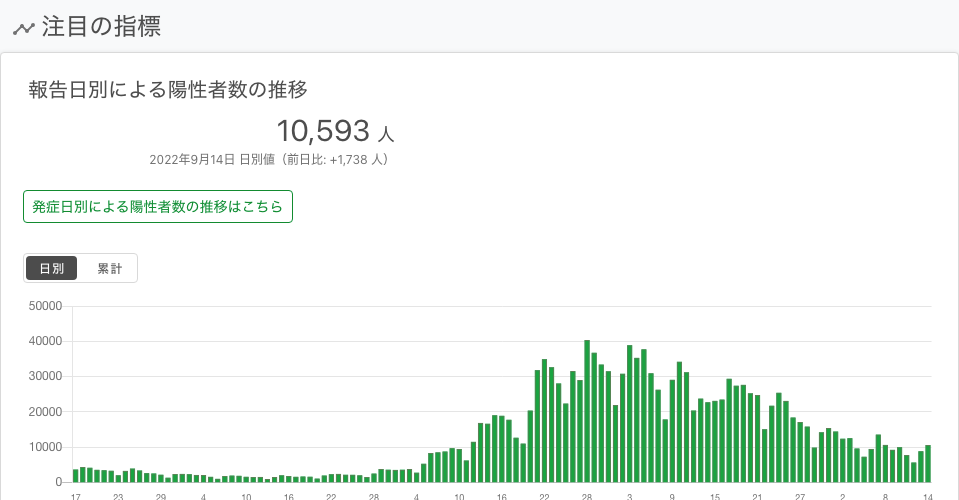 注目の指標
報告日別による陽性者数の推移
10,593 人
2022年9月14日 日別値（前日比: +1,738 人）
発症日別による陽性者数の推移はこちら
日別 累計
50000
40000
30000
20000
10000
0
17 23 29 4 10 16 22 28 4 10 16 22 28 3 9 15 21 27 2 8 14